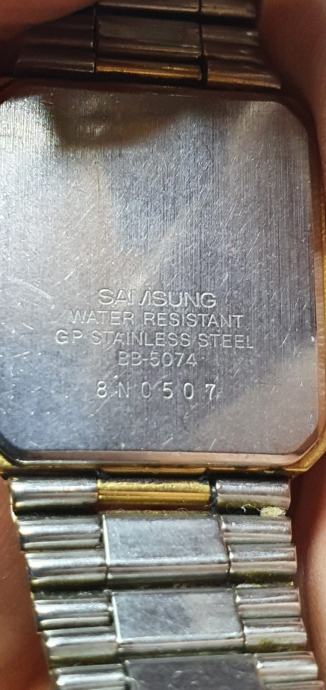 SAMSUNG
WATER RESISTANT
GP STAINLESS STEEL
BB-5074
8N0507